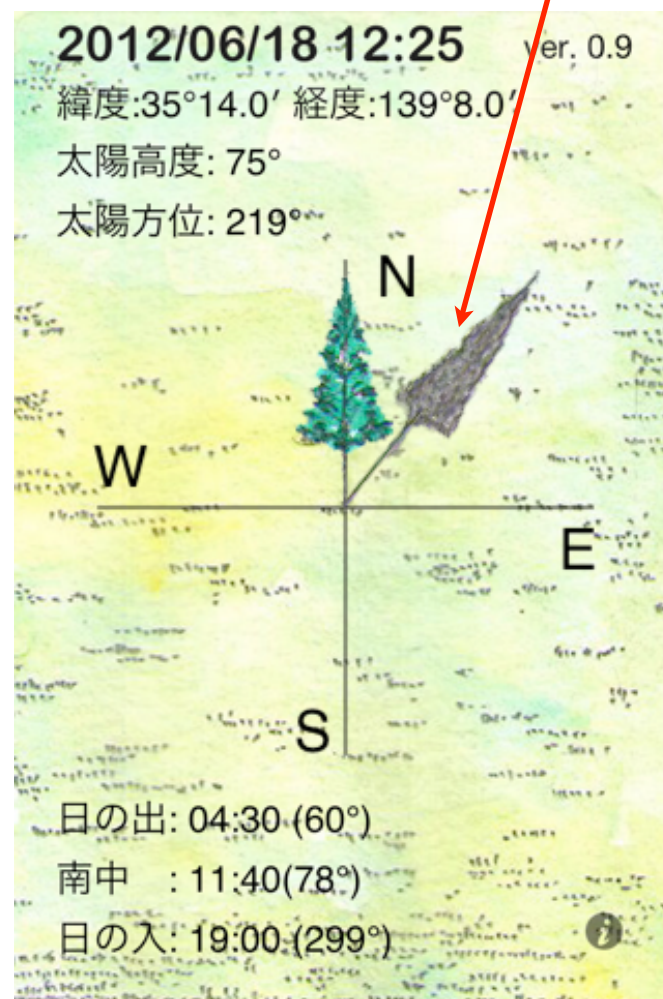 2012/06/18 12:25 ver. 0.9
緯度:35°14.0′ 経度:139°8.0′
太陽高度: 75°
太陽方位: 219°
N
W
E
S
日の出: 04:30 (60°)
南中 : 11:40(78°)
日の入: 19:00 (299°)
i